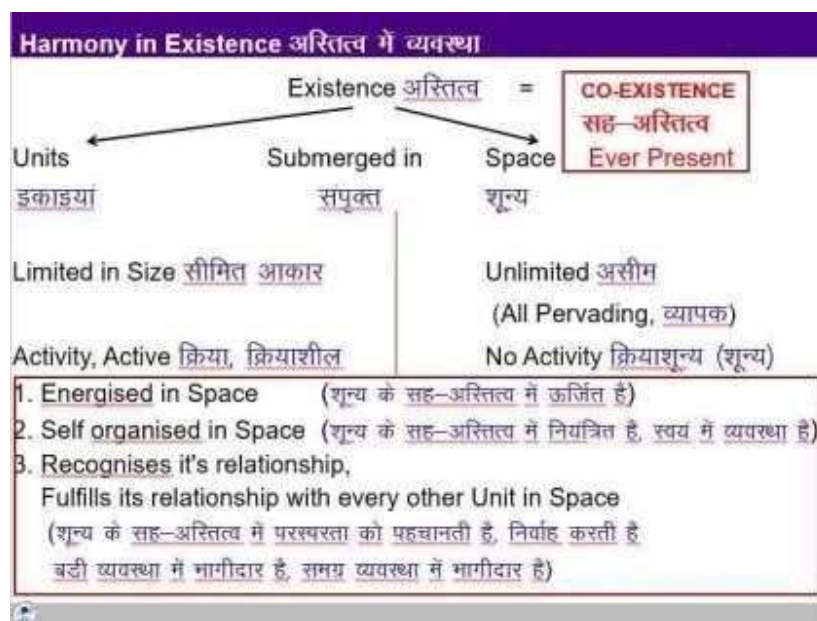 Harmony in Existence अस्तित्व में व्यवस्था
Existence अस्तित्व = CO-EXISTENCE
सह–अस्तित्व
Units Submerged in Space Ever Present
इकाइयां संपृक्त शून्य
Limited in Size सीमित आकार Unlimited असीम
(All Pervading, व्यापक)
Activity, Active क्रिया, क्रियाशील No Activity क्रियाशून्य (शून्य)
1. Energised in Space (शून्य के सह–अस्तित्व में ऊर्जित है)
2. Self organised in Space (शून्य के सह–अस्तित्व में नियंत्रित है, स्वयं में व्यवस्था है)
3. Recognises it's relationship,
Fulfills its relationship with every other Unit in Space
(शून्य के सह–अस्तित्व में परस्परता को पहचानती है, निर्वाह करती है
बडी व्यवस्था में भागीदार है, समग्र व्यवस्था में भागीदार है)